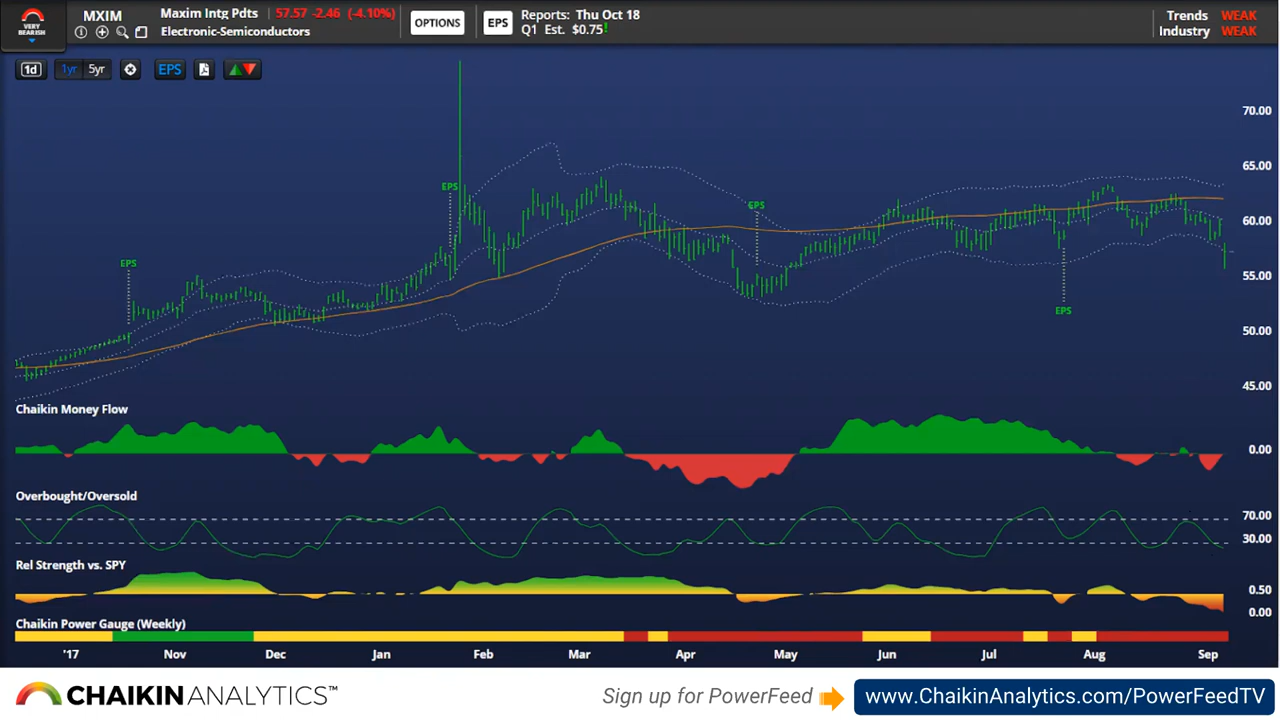 VERY
BEARISH
MXIM
Maxim Intg Pdts | 57.57 -2.46 (-4.10%)
Electronic-Semiconductors
OPTIONS
EPS
Reports: Thu Oct 18
Q1 Est. $0.75!
Trends WEAK
Industry WEAK
1d 1yr 5yr EPS
70.00
65.00
60.00
55.00
50.00
45.00
EPS
EPS
EPS
EPS
Chaikin Money Flow
0.00
Overbought/Oversold
70.00
30.00
Rel Strength vs. SPY
0.50
0.00
Chaikin Power Gauge (Weekly)
'17 Nov Dec Jan Feb Mar Apr May Jun Jul Aug Sep
CHAIKIN ANALYTICS™
Sign up for PowerFeed
www.ChaikinAnalytics.com/PowerFeedTV